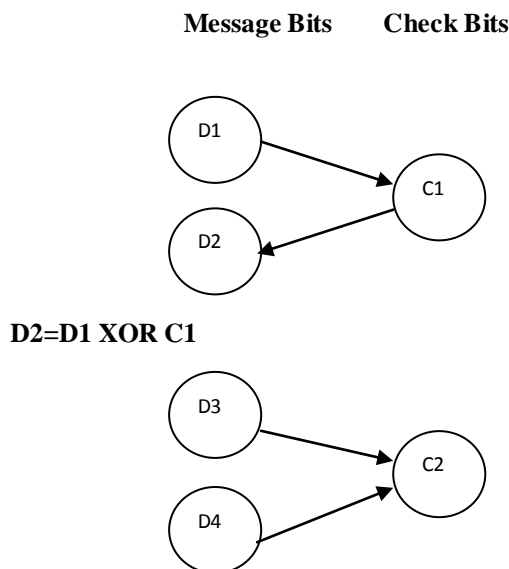 Message Bits Check Bits
D1
C1
D2
D2=D1 XOR C1
D3
C2
D4